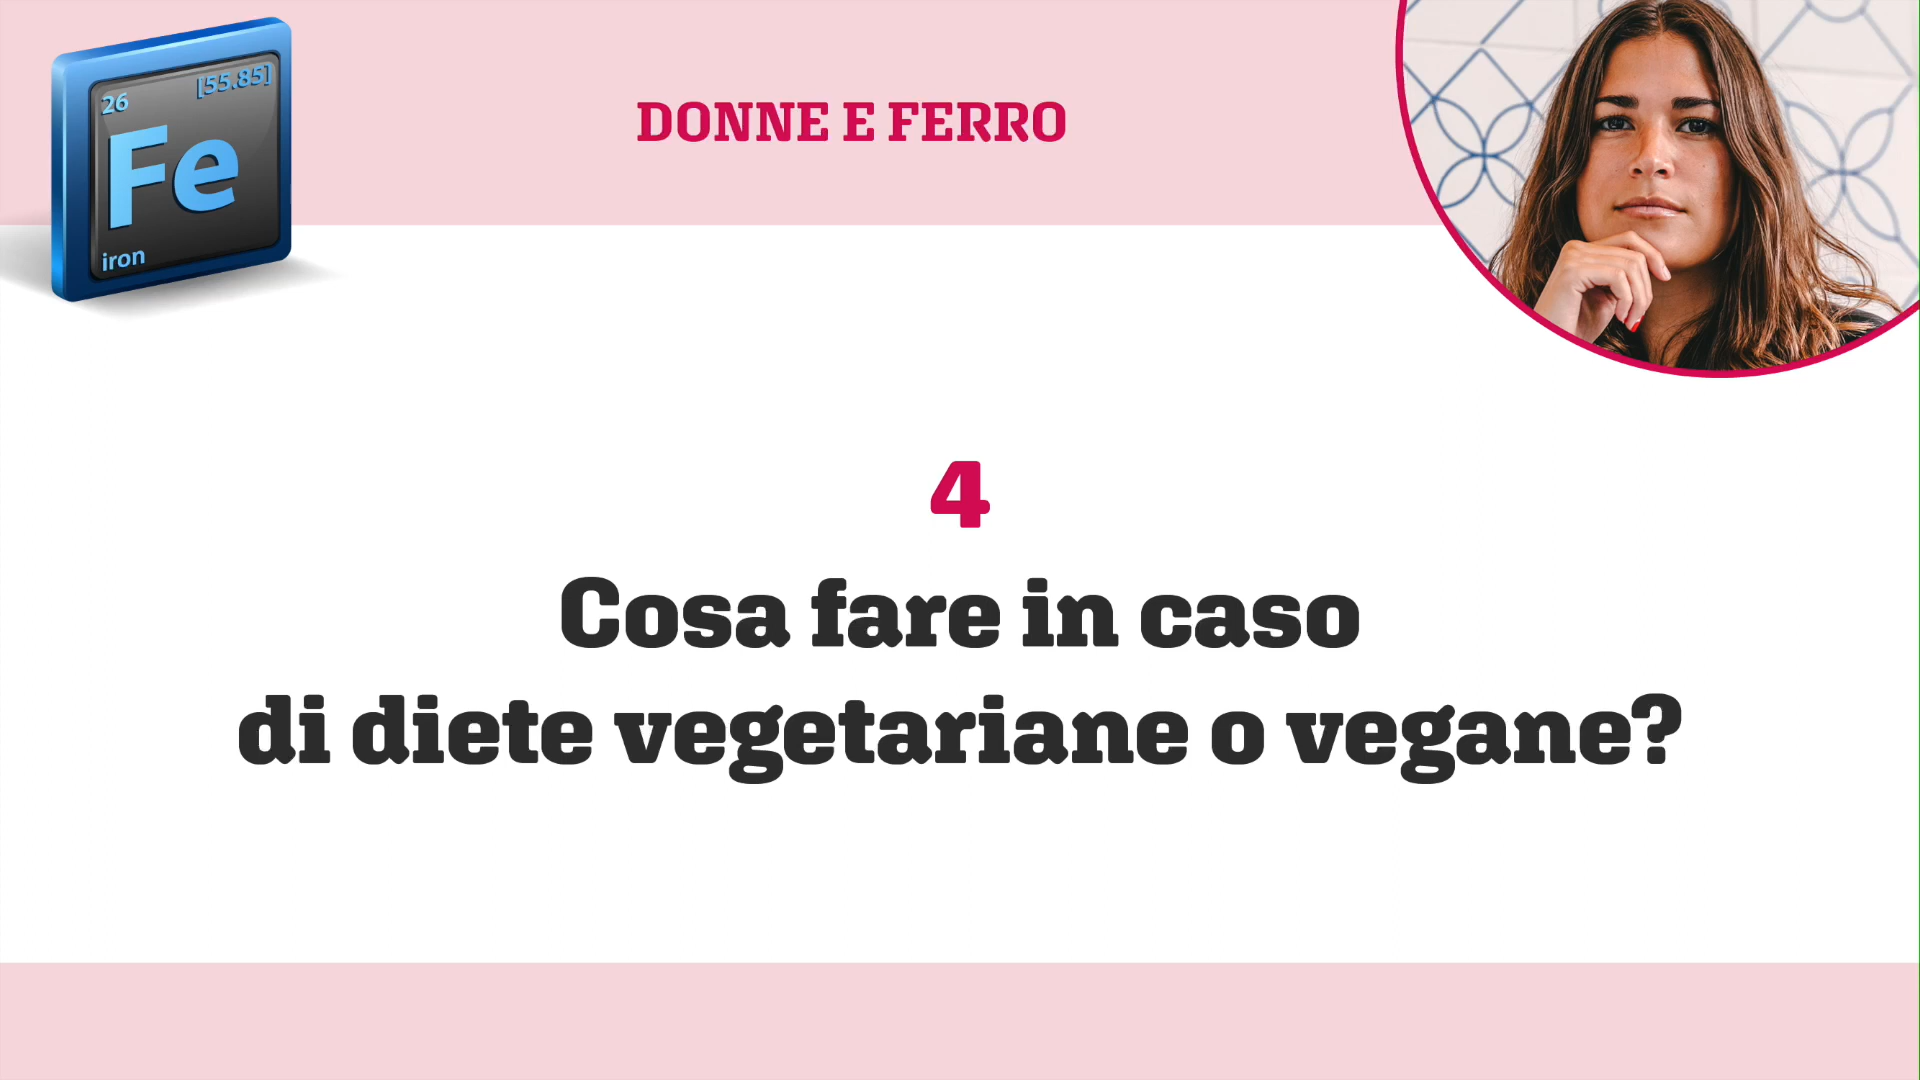 26
[55.85]
Fe
iron
DONNE E FERRO
4
Cosa fare in caso
di diete vegetariane o vegane?